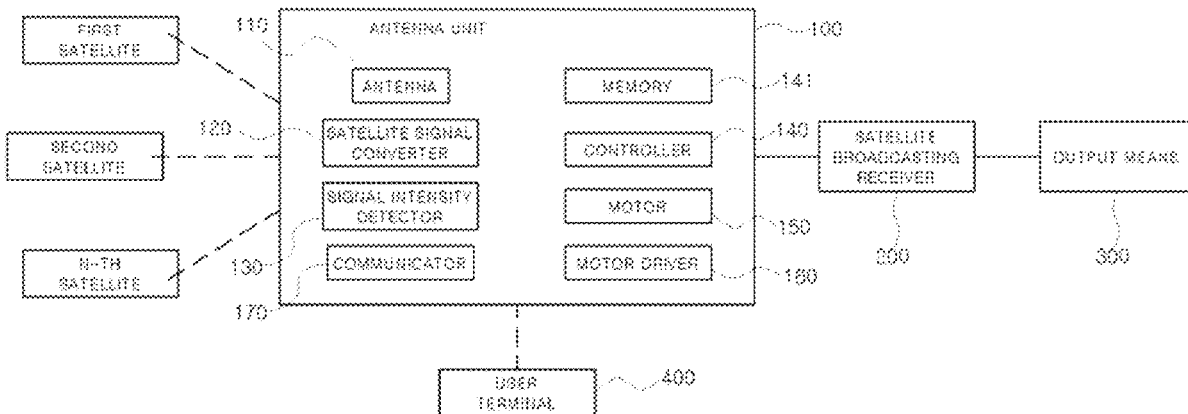 FIRST
SATELLITE
SECOND
SATELLITE
N-TH
SATELLITE
110
ANTENNA UNIT
100
ANTENNA
120
SATELLITE SIGNAL
CONVERTER
SIGNAL INTENSITY
DETECTOR
130
COMMUNICATOR
170
MEMORY
141
CONTROLLER
140
MOTOR
150
MOTOR DRIVER
160
SATELLITE
BROADCASTING
RECEIVER
200
OUTPUT MEANS
300
USER
TERMINAL
400